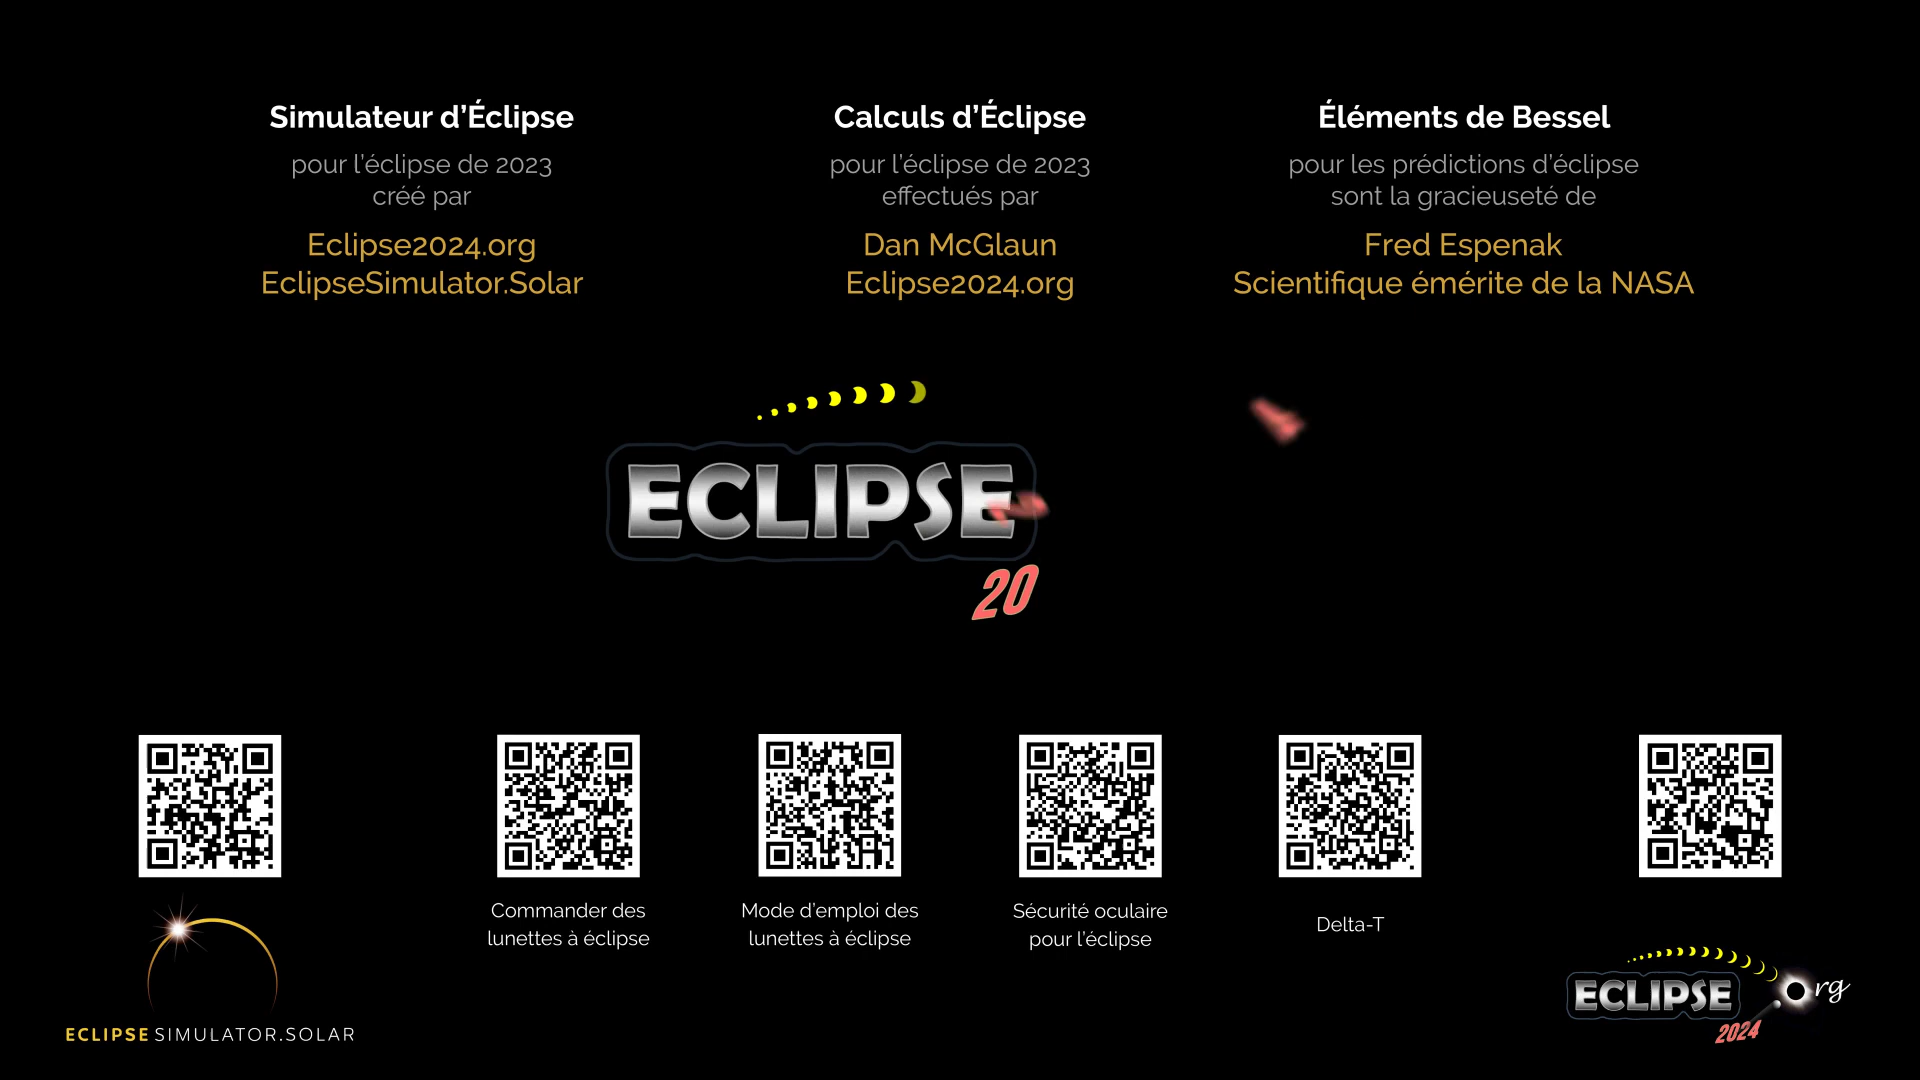 Simulateur d'Éclipse
pour l'éclipse de 2023
créé par
Eclipse2024.org
EclipseSimulator.Solar
Calculs d'Éclipse
pour l'éclipse de 2023
effectués par
Dan McGlaun
Eclipse2024.org
Éléments de Bessel
pour les prédictions d'éclipse
sont la gracieuseté de
Fred Espenak
Scientifique émérite de la NASA
ECLIPSE
20
Commander des
lunettes à éclipse
Mode d'emploi des
lunettes à éclipse
Sécurité oculaire
pour l'éclipse
Delta-T
ECLIPSESIMULATOR.SOLAR
ECLIPSE
2024
rg